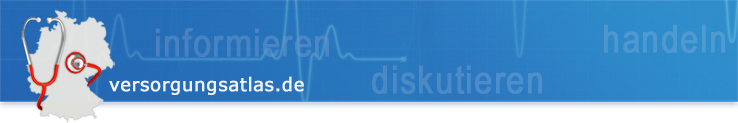 informieren
handeln
diskutieren
versorgungsatlas.de